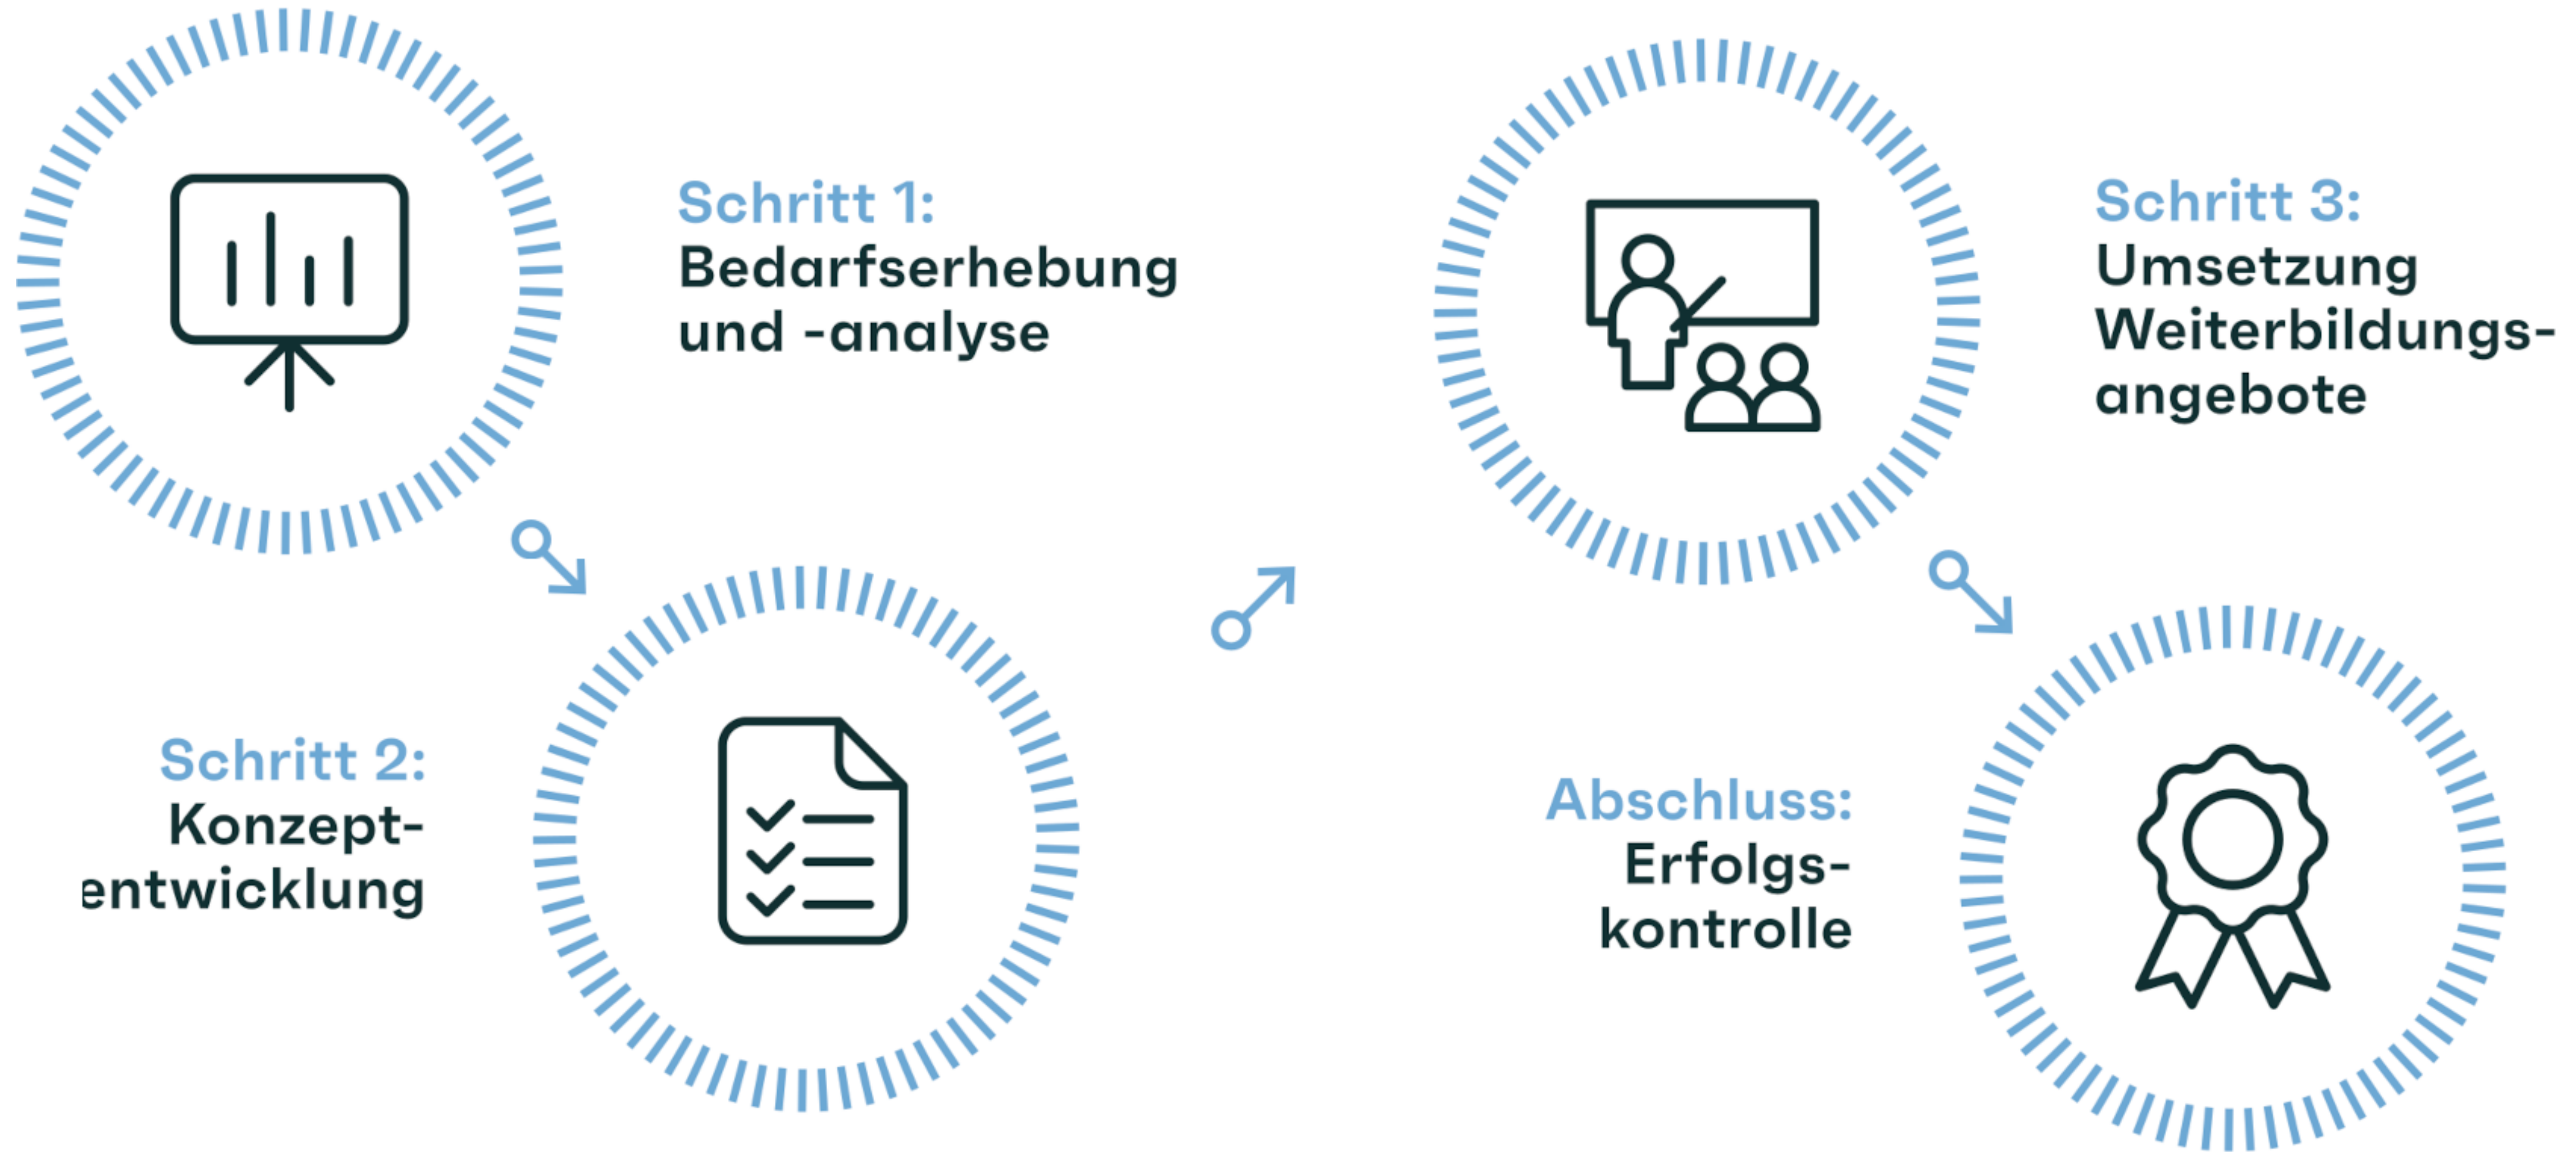 Schritt 1:
Bedarfserhebung
und -analyse
Schritt 2:
Konzept-
entwicklung
Schritt 3:
Umsetzung
Weiterbildungs-
angebote
Abschluss:
Erfolgs-
kontrolle